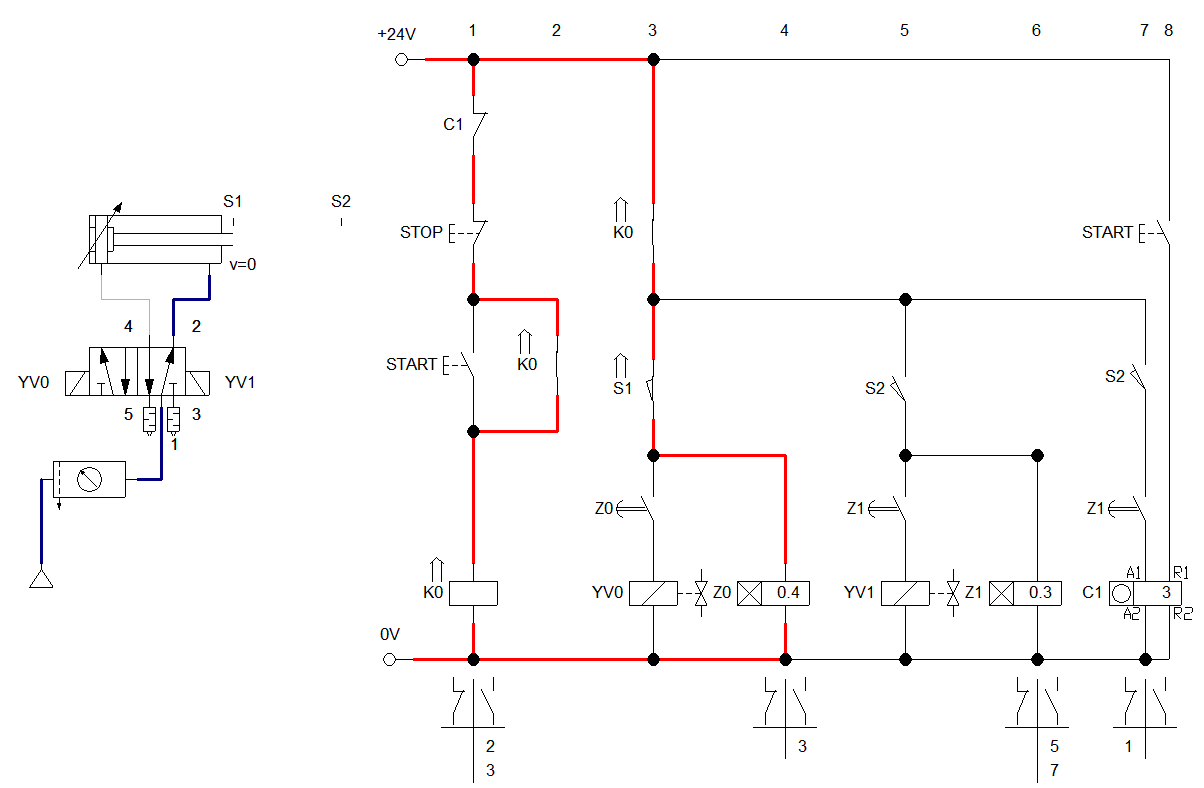 1 2 3 4 5 6 7 8
+24V
C1
S1 S2
STOP K0 START
v=0
4 2
START K0 S1 S2 S2
YV0 YV1
5 3
1
Z0 Z1 Z1
A1 R1
K0 YV0 Z0 0.4 YV1 Z1 0.3 C1 3
A2 R2
0V
2 3 5 1
3 7